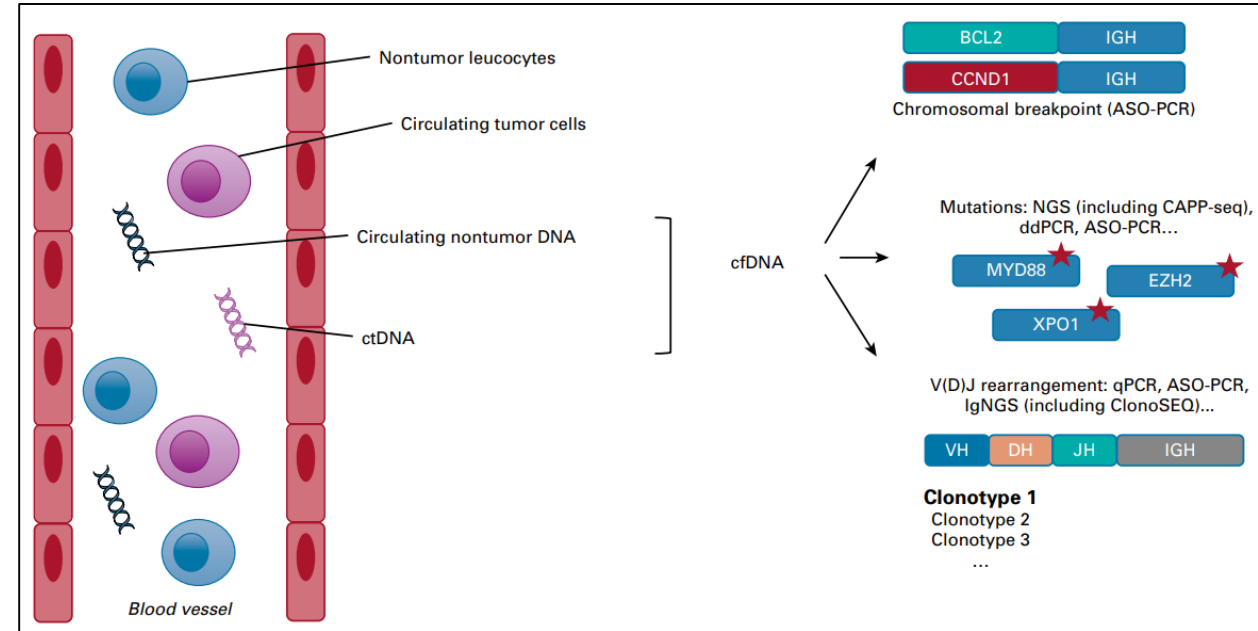 Nontumor leucocytes
Circulating tumor cells
Circulating nontumor DNA
ctDNA
Blood vessel
cfDNA
BCL2 IGH
CCND1 IGH
Chromosomal breakpoint (ASO-PCR)
Mutations: NGS (including CAPP-seq),
ddPCR, ASO-PCR...
MYD88
EZH2
XPO1
V(D)J rearrangement: qPCR, ASO-PCR,
IgNGS (including ClonoSEQ)...
VH DH JH IGH
Clonotype 1
Clonotype 2
Clonotype 3
...